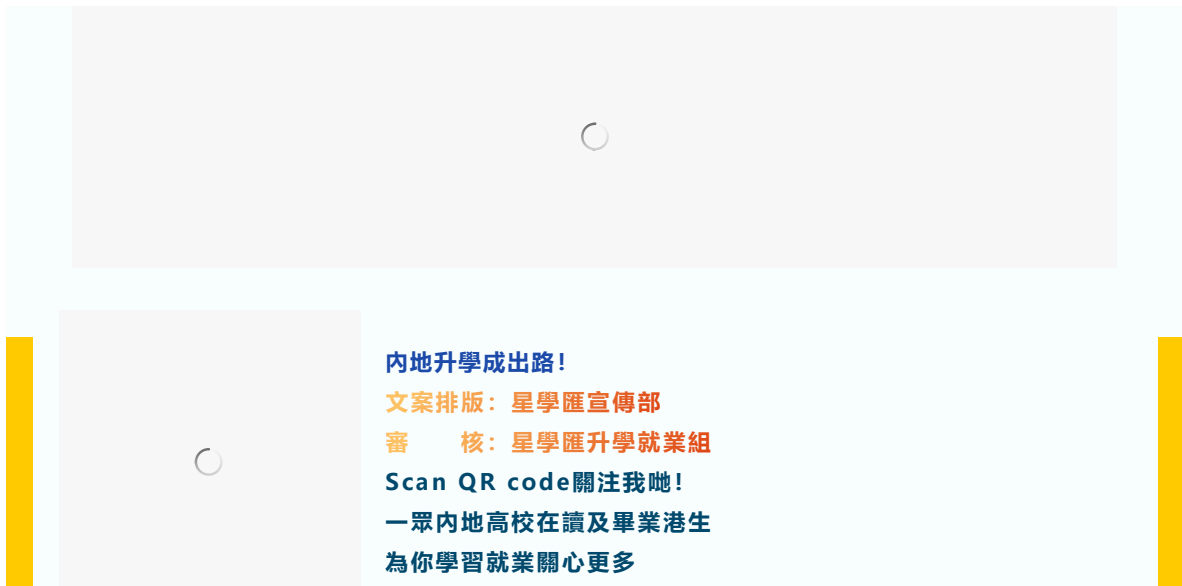 内地升學成出路！
文案排版：星學匯宣傳部
審　　核：星學匯升學就業組
Scan QR code關注我哋！
一眾内地高校在讀及畢業港生
為你學習就業關心更多